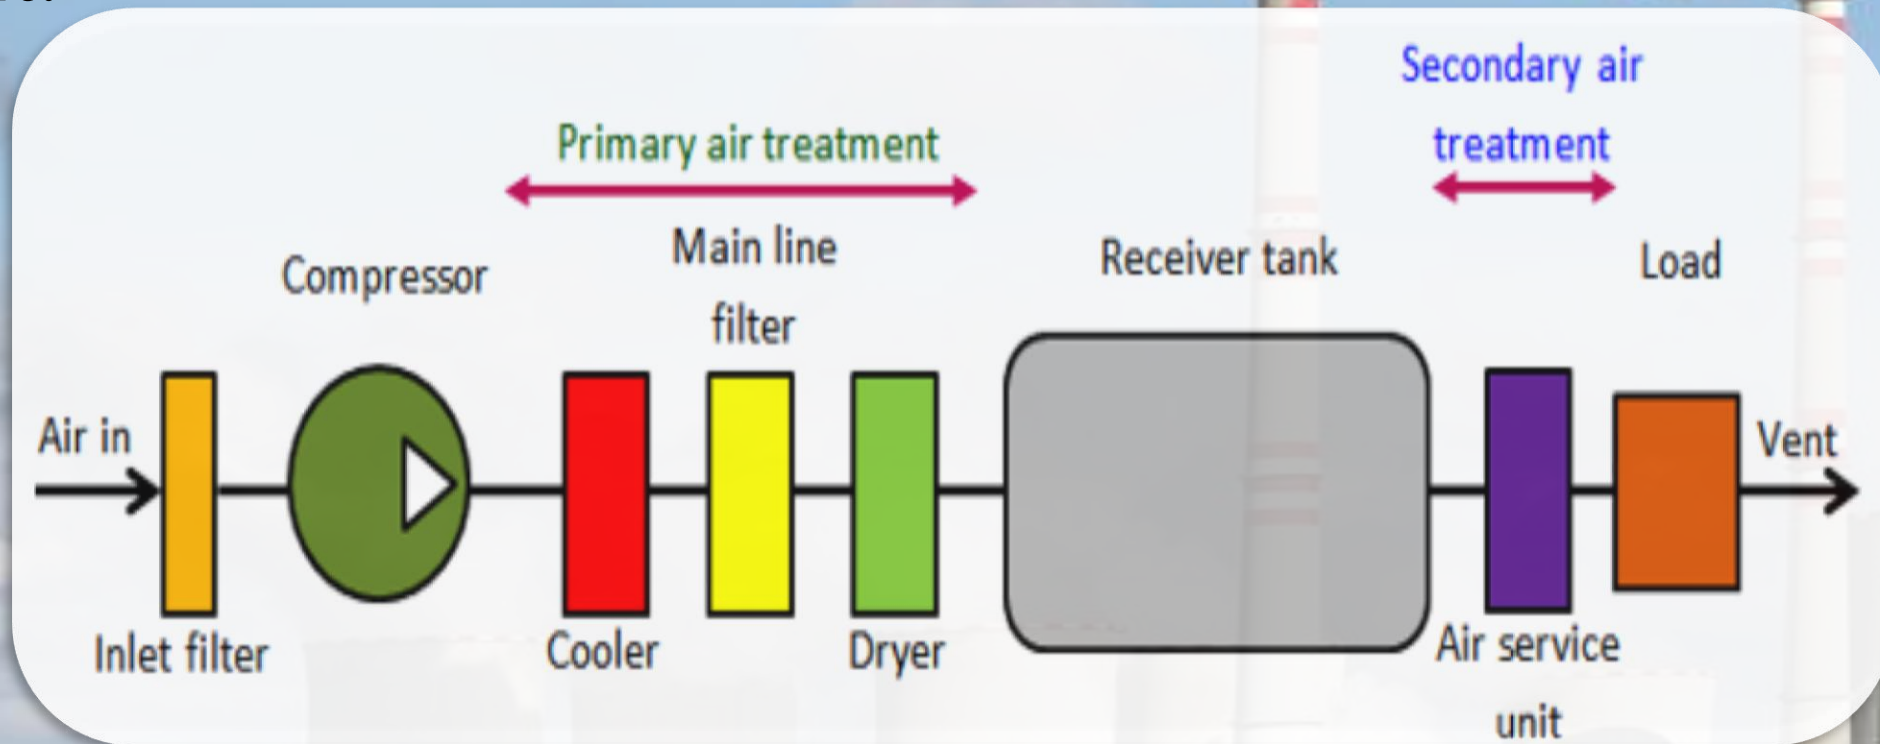 Secondary air
treatment
Primary air treatment
Main line
filter
Compressor
Receiver tank
Load
Air in
Vent
Inlet filter
Cooler
Dryer
Air service
unit